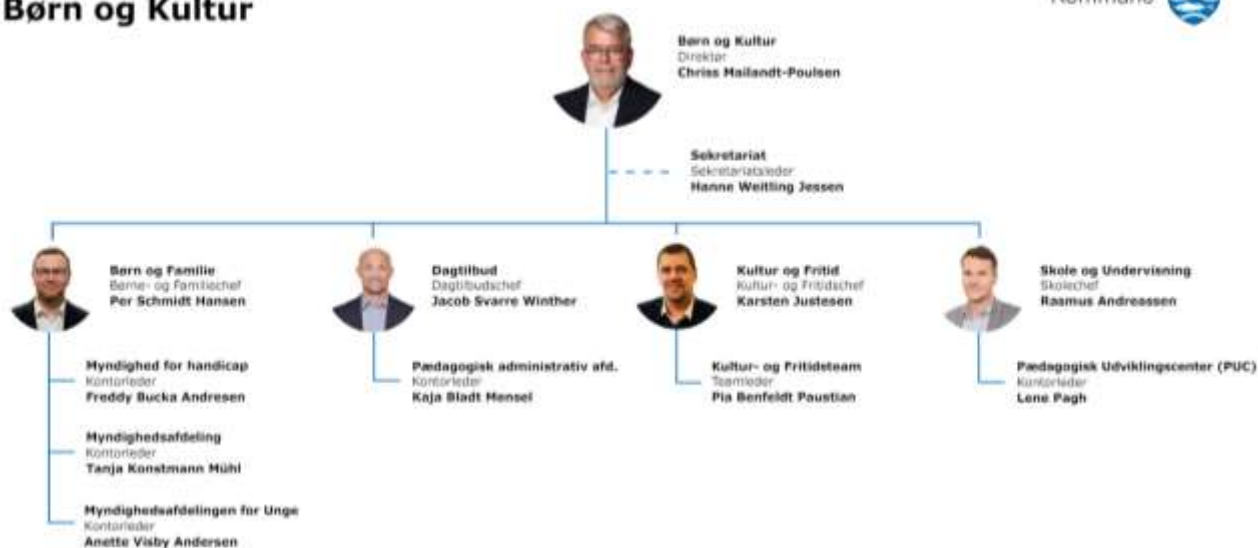 Børn og Kultur
Kommune
Børn og Kultur
Direktør
Chriss Mailandt-Poulsen
Sekretariat
Sekretariatsleder
Hanne Weitling Jessen
Børn og Familie
Børne- og Familiechef
Per Schmidt Hansen
Dagtilbud
Dagtilbudschef
Jacob Svarre Winther
Kultur og Fritid
Kultur- og Fritidschef
Karsten Justesen
Skole og Undervisning
Skolechef
Rasmus Andreassen
Myndighed for handicap
Kontorleder
Freddy Bucka Andresen
Pædagogisk administrativ afd.
Kontorleder
Kaja Bladt Mensel
Kultur- og Fritidsteam
Teamleder
Pia Benfeldt Paustian
Pædagogisk Udviklingscenter (PUC)
Kontorleder
Lene Pagh
Myndighedsafdeling
Kontorleder
Tanja Konstmann Mühl
Myndighedsafdelingen for Unge
Kontorleder
Anette Visby Andersen